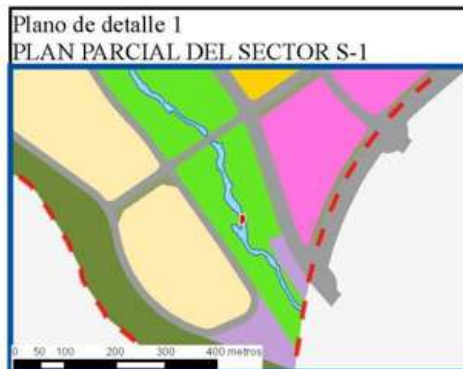 Plano de detalle 1
PLAN PARCIAL DEL SECTOR S-1
0 50 100 200 300 400 metros